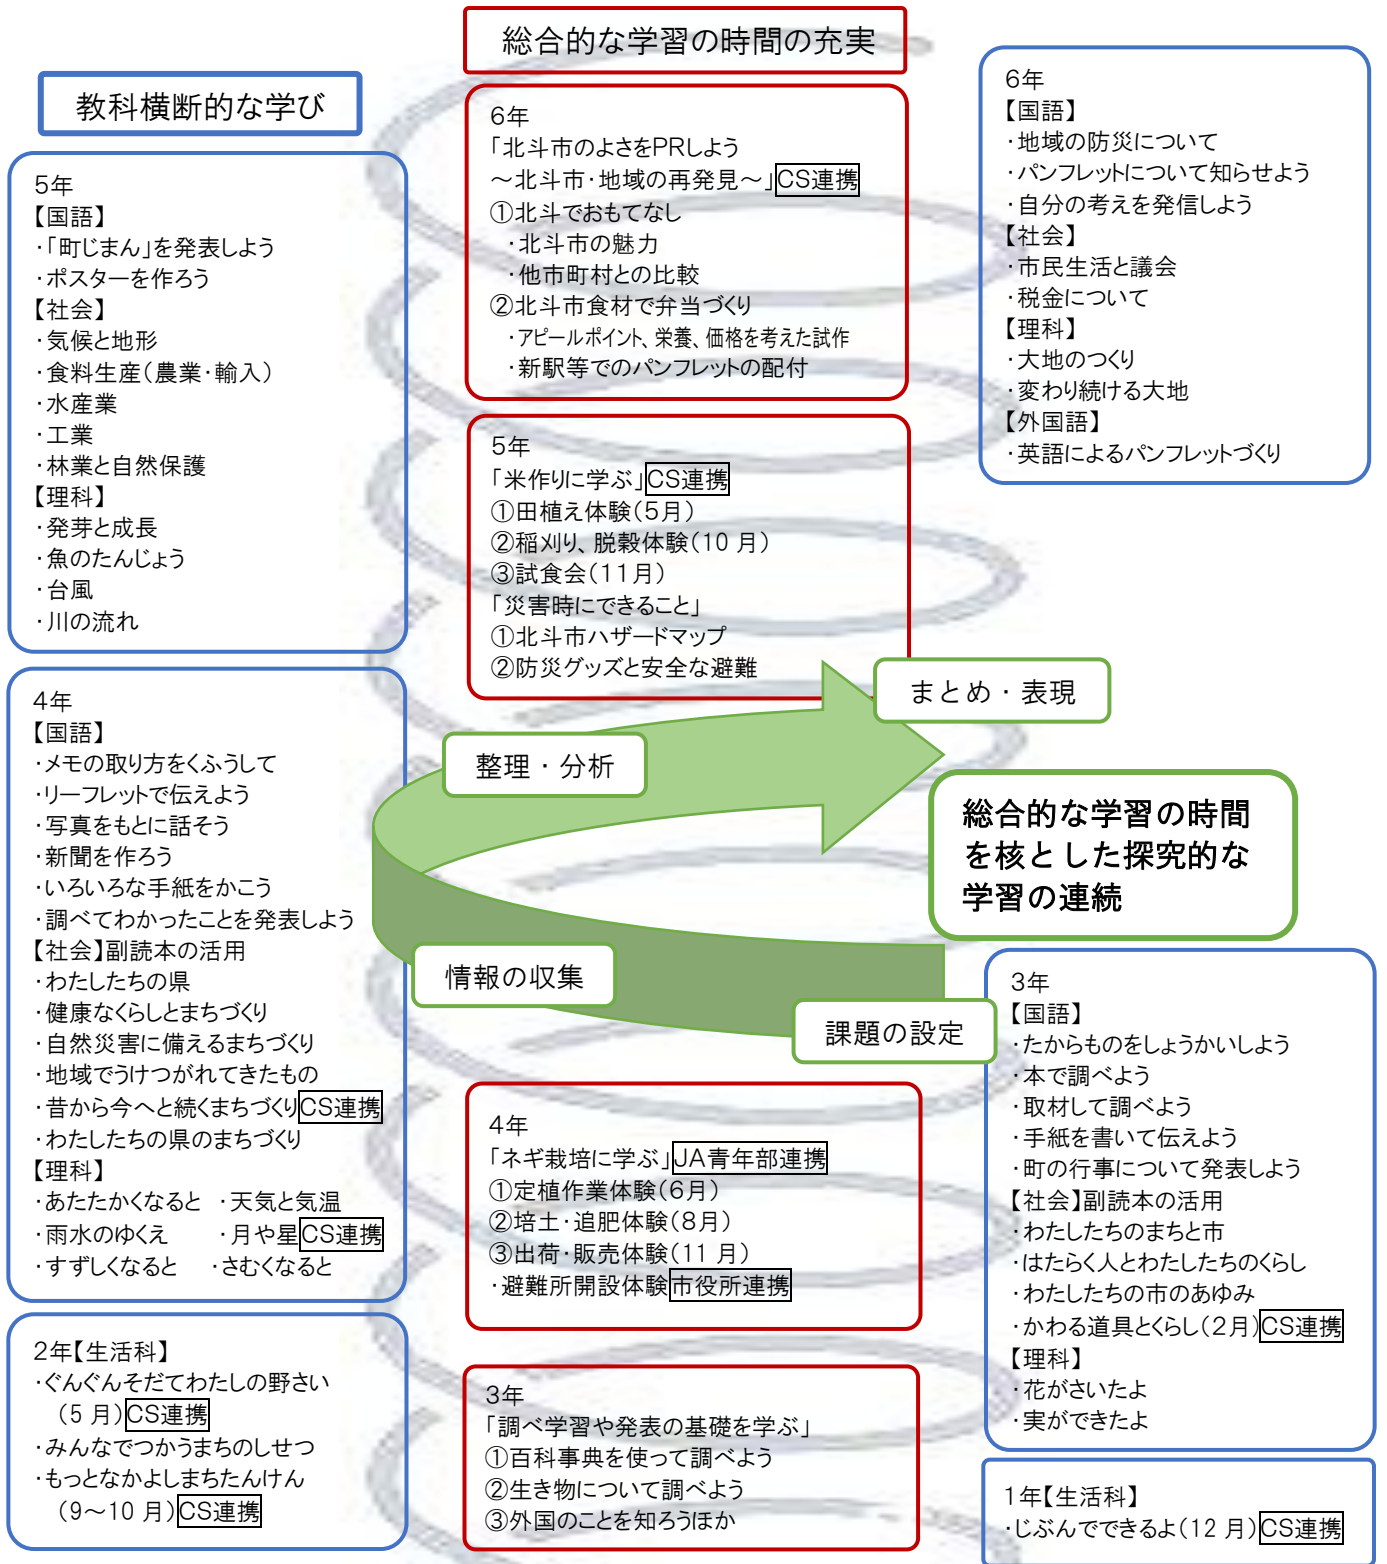 総合的な学習の時間の充実
教科横断的な学び
6年
「北斗市のよさをPRしよう
～北斗市・地域の再発見～」CS連携
①北斗でおもてなし
・北斗市の魅力
・他市町村との比較
②北斗市食材で弁当づくり
・アピールポイント、栄養、価格を考えた試作
・新駅等でのパンフレットの配付
6年
【国語】
・地域の防災について
・パンフレットについて知らせよう
・自分の考えを発信しよう
【社会】
・市民生活と議会
・税金について
【理科】
・大地のつくり
・変わり続ける大地
【外国語】
・英語によるパンフレットづくり
5年
【国語】
・「町じまん」を発表しよう
・ポスターを作ろう
【社会】
・気候と地形
・食料生産（農業・輸入）
・水産業
・工業
・林業と自然保護
【理科】
・発芽と成長
・魚のたんじょう
・台風
・川の流れ
5年
「米作りに学ぶ」CS連携
①田植え体験（5月）
②稲刈り、脱穀体験（10月）
③試食会（11月）
「災害時にできること」
①北斗市ハザードマップ
②防災グッズと安全な避難
まとめ・表現
整理・分析
情報の収集
課題の設定
総合的な学習の時間
を核とした探究的な
学習の連続
4年
【国語】
・メモの取り方をくふうして
・リーフレットで伝えよう
・写真をもとに話そう
・新聞を作ろう
・いろいろな手紙をかこう
・調べてわかったことを発表しよう
【社会】副読本の活用
・わたしたちの県
・健康なくらしとまちづくり
・自然災害に備えるまちづくり
・地域でうけつがれてきたもの
・昔から今へと続くまちづくりCS連携
・わたしたちの県のまちづくり
【理科】
・あたたかくなると ・天気と気温
・雨水のゆくえ ・月や星CS連携
・すずしくなると ・さむくなると
4年
「ネギ栽培に学ぶ」JA青年部連携
①定植作業体験（6月）
②培土・追肥体験（8月）
③出荷・販売体験（11月）
・避難所開設体験市役所連携
3年
【国語】
・たからものをしょうかいしよう
・本で調べよう
・取材して調べよう
・手紙を書いて伝えよう
・町の行事について発表しよう
【社会】副読本の活用
・わたしたちのまちと市
・はたらく人とわたしたちのくらし
・わたしたちの市のあゆみ
・かわる道具とくらし（2月）CS連携
【理科】
・花がさいたよ
・実ができたよ
2年【生活科】
・ぐんぐんそだてわたしの野さい
（5月）CS連携
・みんなでつかうまちのしせつ
・もっとなかよしまちたんけん
（9～10月）CS連携
3年
「調べ学習や発表の基礎を学ぶ」
①百科事典を使って調べよう
②生き物について調べよう
③外国のことを知ろうほか
1年【生活科】
・じぶんでできるよ（12月）CS連携